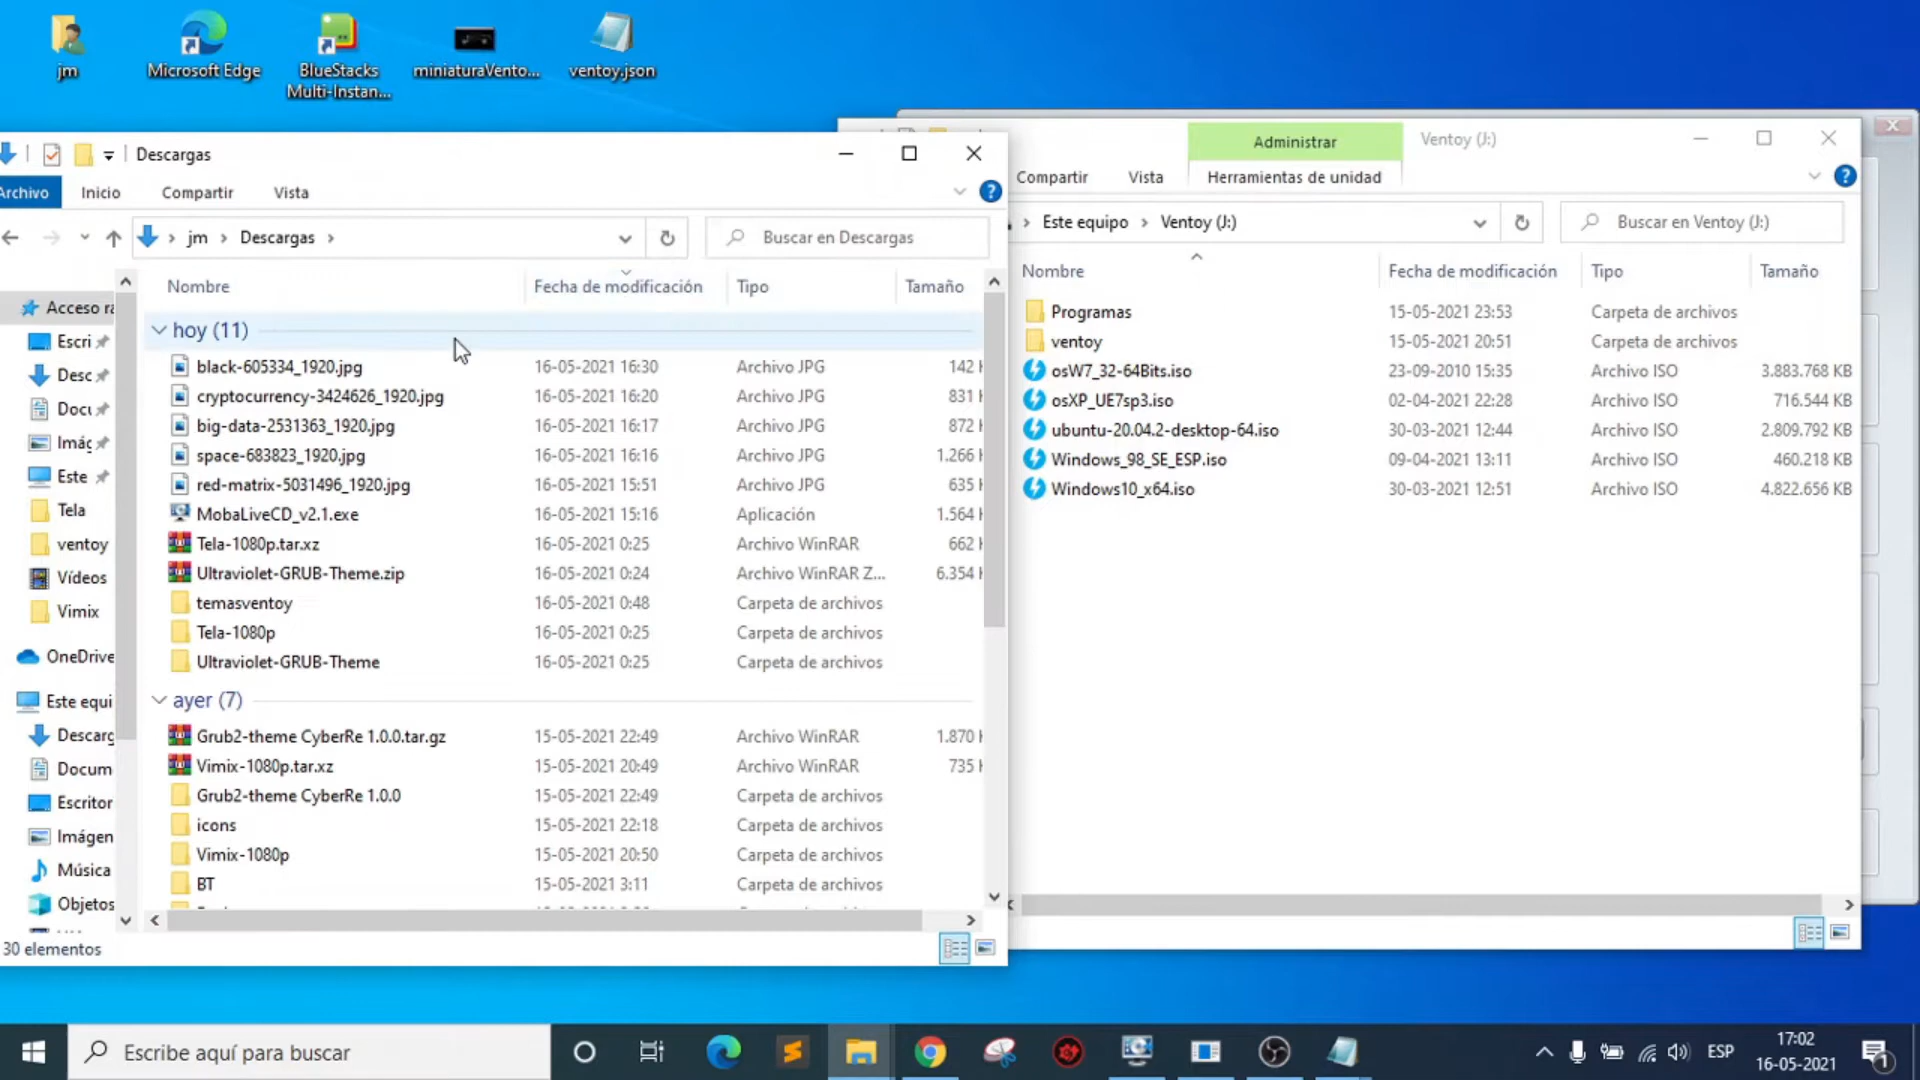 jm
Microsoft Edge
BlueStacks
Multi-Instan...
miniaturaVento...
ventoy.json
Descargas
Archivo Inicio Compartir Vista
jm Descargas
Buscar en Descargas
Nombre Fecha de modificación Tipo Tamaño
Acceso ra
Escri
Desc
Docu
Imág
Este
Tela
ventoy
Vídeos
Vimix
OneDrive
Este equi
Descarg
Docum
Escritor
Imágen
Música
Objetos
hoy (11)
black-605334_1920.jpg 16-05-2021 16:30 Archivo JPG 142
cryptocurrency-3424626_1920.jpg 16-05-2021 16:20 Archivo JPG 831
big-data-2531363_1920.jpg 16-05-2021 16:17 Archivo JPG 872
space-683823_1920.jpg 16-05-2021 16:16 Archivo JPG 1.266
red-matrix-5031496_1920.jpg 16-05-2021 15:51 Archivo JPG 635
MobaLiveCD_v2.1.exe 16-05-2021 15:16 Aplicación 1.564
Tela-1080p.tar.xz 16-05-2021 0:25 Archivo WinRAR 662
Ultraviolet-GRUB-Theme.zip 16-05-2021 0:24 Archivo WinRAR Z... 6.354
temasventoy 16-05-2021 0:48 Carpeta de archivos
Tela-1080p 16-05-2021 0:25 Carpeta de archivos
Ultraviolet-GRUB-Theme 16-05-2021 0:25 Carpeta de archivos
ayer (7)
Grub2-theme CyberRe 1.0.0.tar.gz 15-05-2021 22:49 Archivo WinRAR 1.870
Vimix-1080p.tar.xz 15-05-2021 20:49 Archivo WinRAR 735
Grub2-theme CyberRe 1.0.0 15-05-2021 22:49 Carpeta de archivos
icons 15-05-2021 22:18 Carpeta de archivos
Vimix-1080p 15-05-2021 20:50 Carpeta de archivos
BT 15-05-2021 3:11 Carpeta de archivos
30 elementos
Administrar Ventoy (J:)
Compartir Vista Herramientas de unidad
Este equipo Ventoy (J:)
Buscar en Ventoy (J:)
Nombre Fecha de modificación Tipo Tamaño
Programas 15-05-2021 23:53 Carpeta de archivos
ventoy 15-05-2021 20:51 Carpeta de archivos
osW7_32-64Bits.iso 23-09-2010 15:35 Archivo ISO 3.883.768 KB
osXP_UE7sp3.iso 02-04-2021 22:28 Archivo ISO 716.544 KB
ubuntu-20.04.2-desktop-64.iso 30-03-2021 12:44 Archivo ISO 2.809.792 KB
Windows_98_SE_ESP.iso 09-04-2021 13:11 Archivo ISO 460.218 KB
Windows10_x64.iso 30-03-2021 12:51 Archivo ISO 4.822.656 KB
Escribe aquí para buscar
ESP
17:02
16-05-2021
1